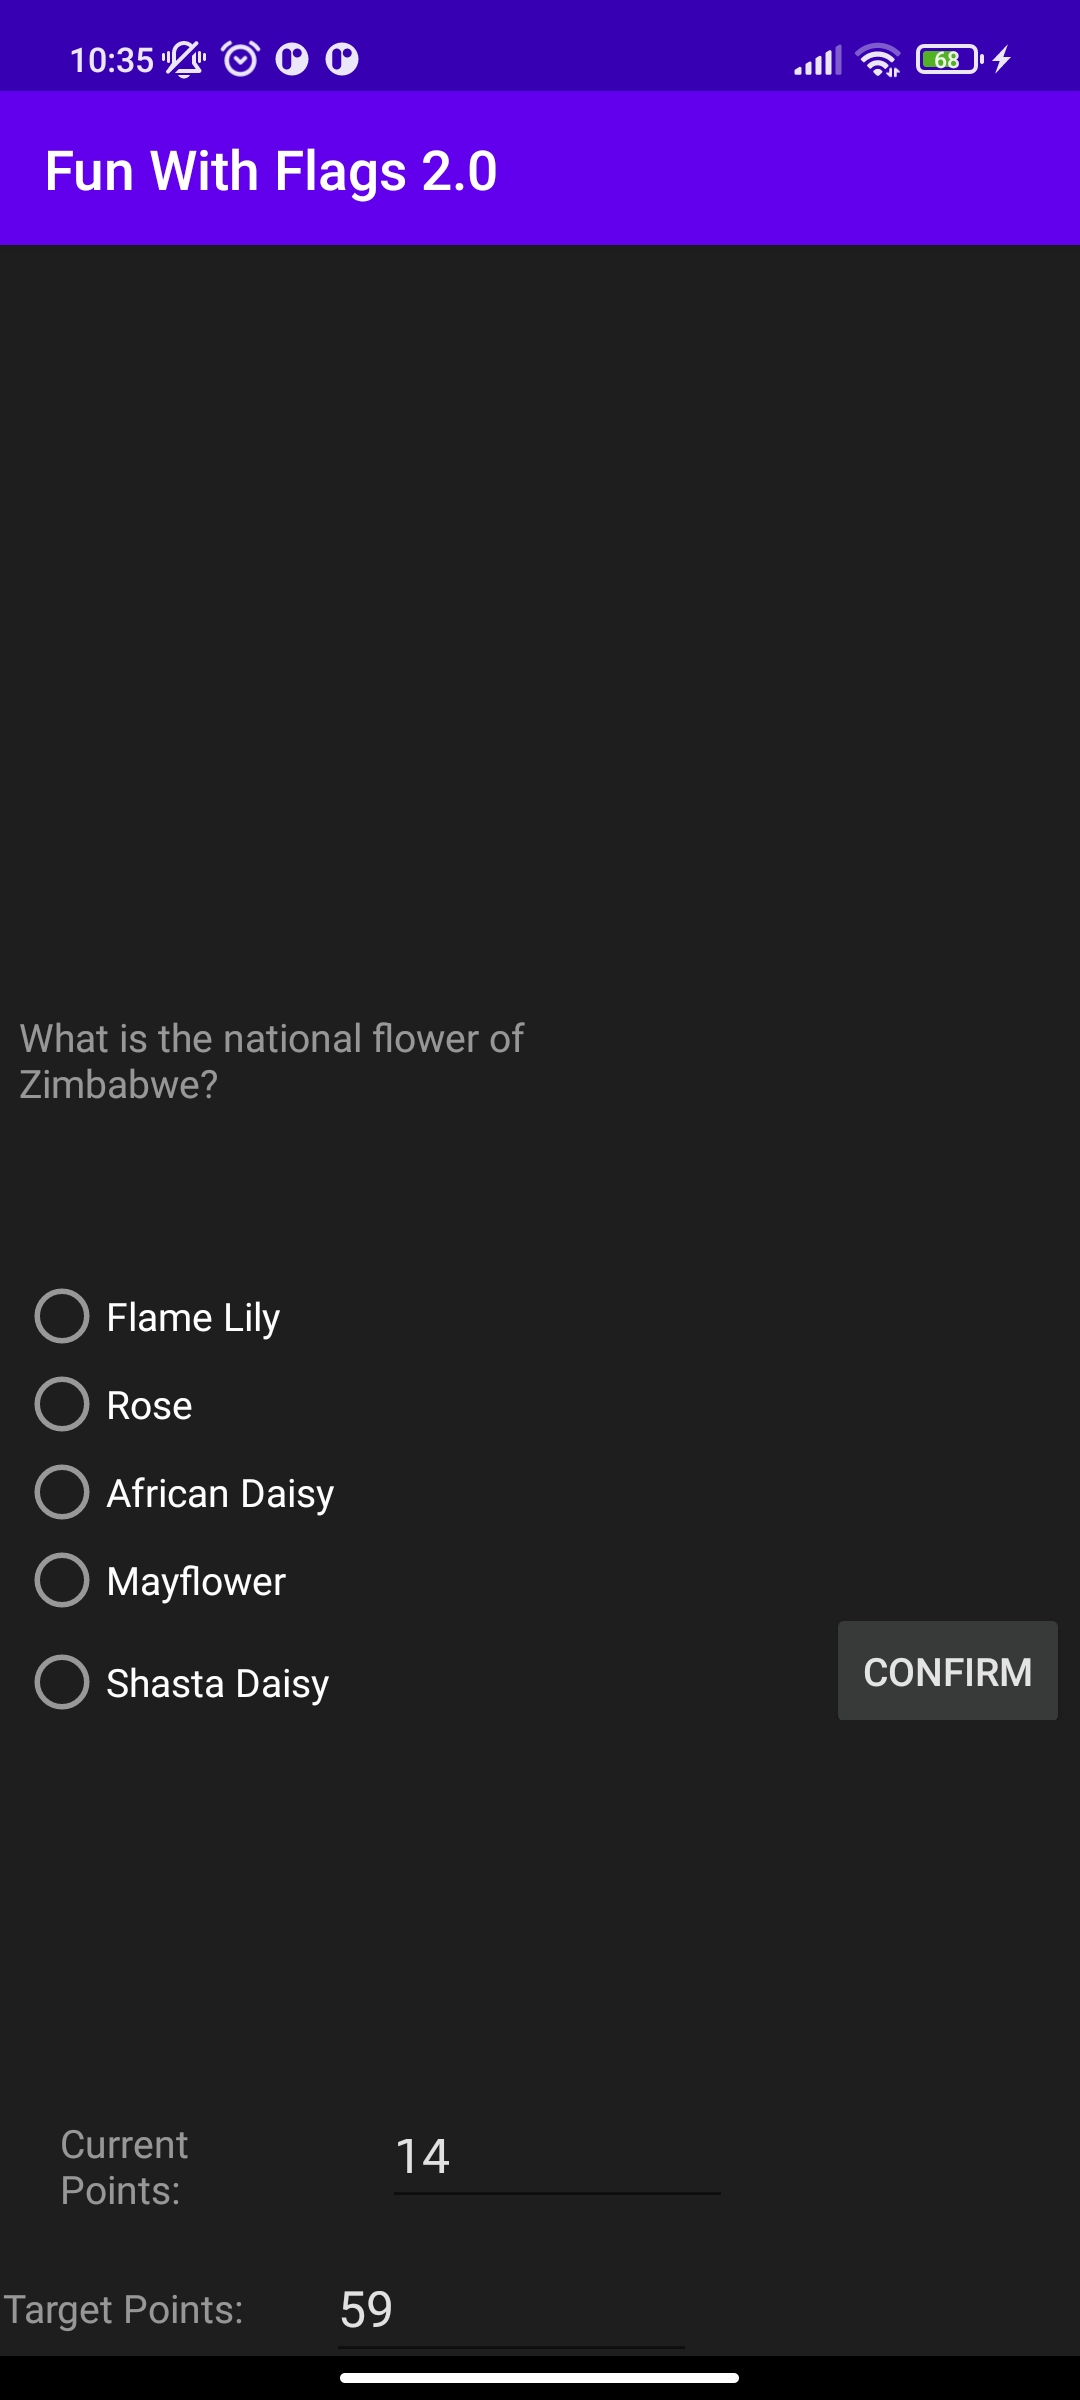 10:35
68
Fun With Flags 2.0
What is the national flower of
Zimbabwe?
Flame Lily
Rose
African Daisy
Mayflower
Shasta Daisy
CONFIRM
Current
Points:
14
Target Points:
59